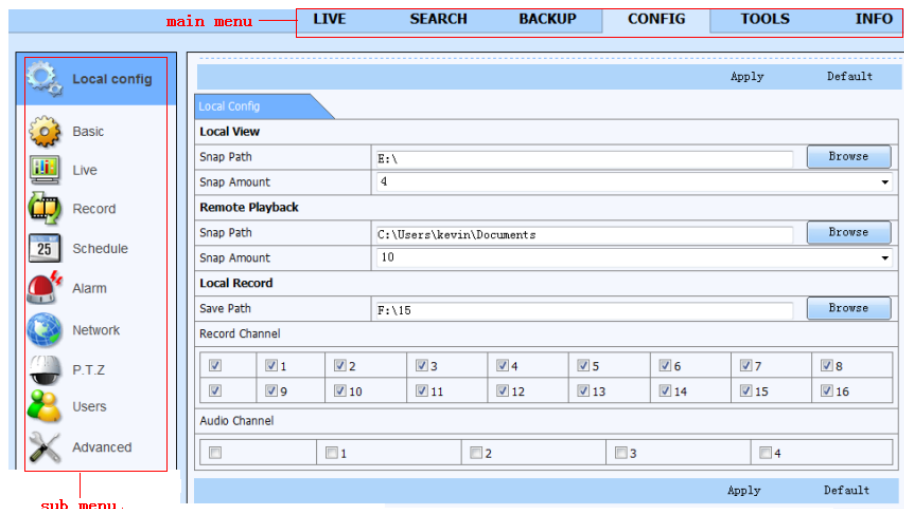 main menu LIVE SEARCH BACKUP CONFIG TOOLS INFO
Local config
Basic
Live
Record
25 Schedule
Alarm
Network
P.T.Z
Users
Advanced
sub menu.
Apply Default
Local Config
Local View
Snap Path E:\ Browse
Snap Amount 4
Remote Playback
Snap Path C:\Users\kevin\Documents Browse
Snap Amount 10
Local Record
Save Path F:\15 Browse
Record Channel
1 2 3 4 5 6 7 8
9 10 11 12 13 14 15 16
Audio Channel
1 2 3 4
Apply Default